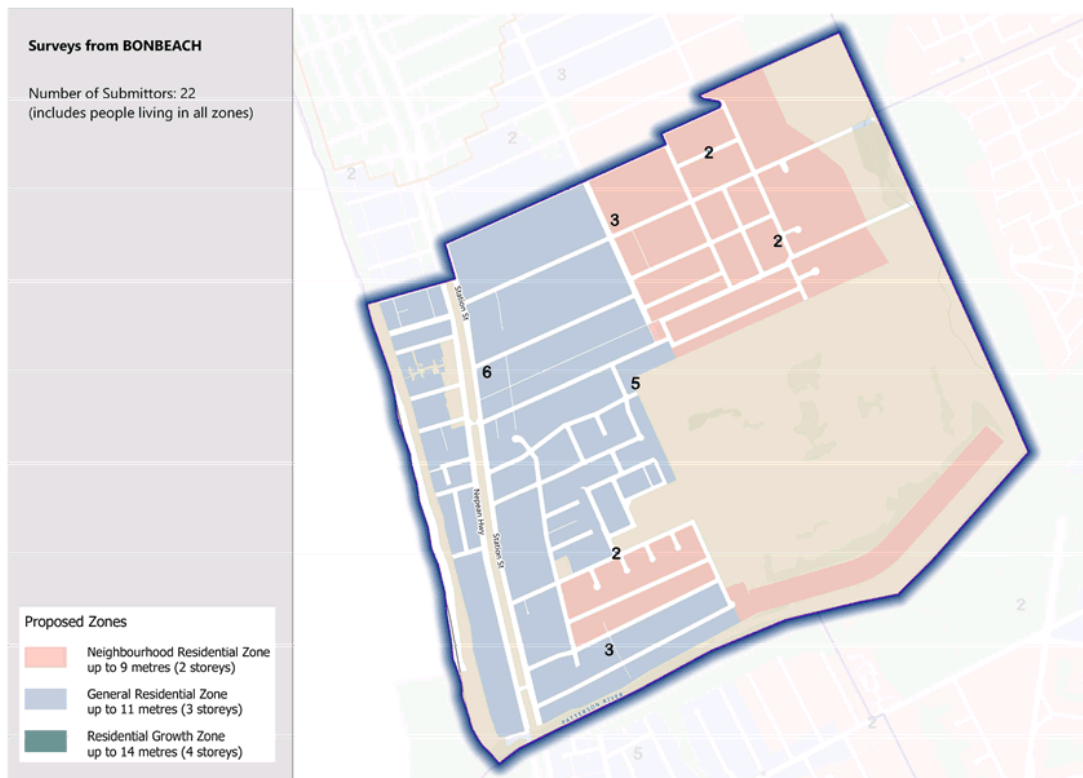 Surveys from BONBEACH
Number of Submittors: 22
(includes people living in all zones)
3
2
2
2
3
2
Station St
6
5
Nepean Hwy
Station St
2
3
PATTERSON RIVER
2
2
5
Proposed Zones
Neighbourhood Residential Zone
up to 9 metres (2 storeys)
General Residential Zone
up to 11 metres (3 storeys)
Residential Growth Zone
up to 14 metres (4 storeys)